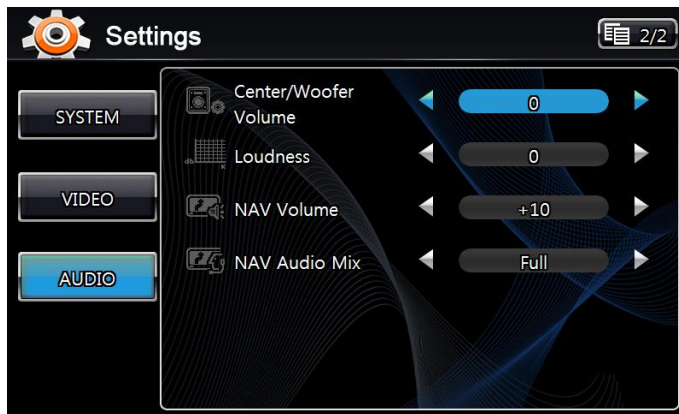 Settings
2/2
SYSTEM
VIDEO
AUDIO
Center/Woofer
Volume
0
Loudness
0
NAV Volume
+10
NAV Audio Mix
Full